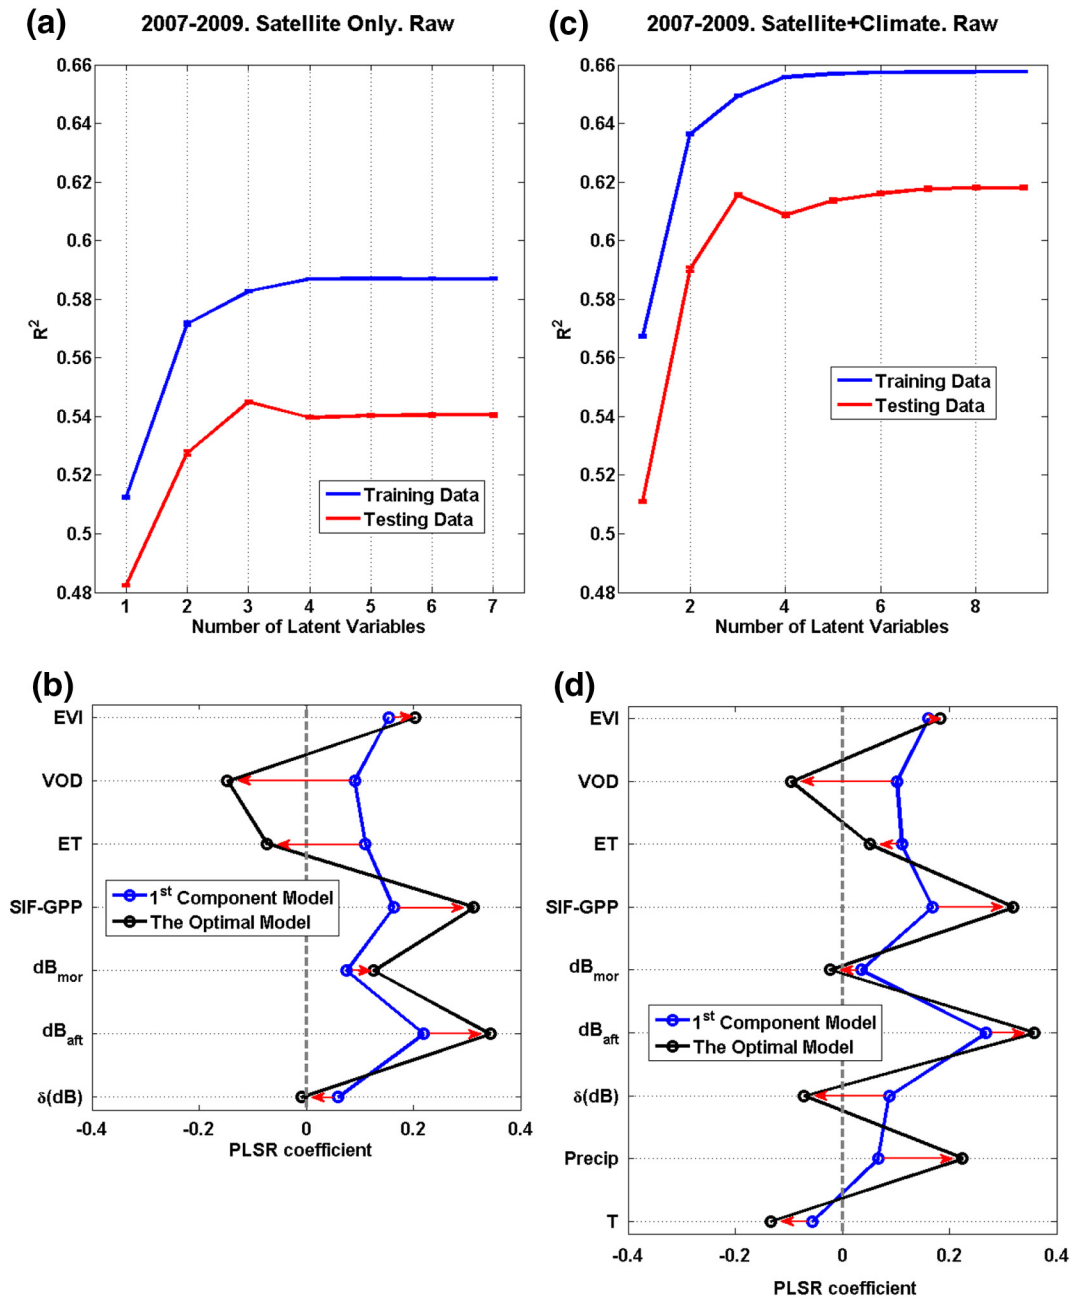 (a)
2007-2009. Satellite Only. Raw
0.66
0.64
0.62
0.6
0.58
0.56
0.54
0.52
0.5
0.48
R²
1 2 3 4 5 6 7
Number of Latent Variables
Training Data
Testing Data
(c)
2007-2009. Satellite+Climate. Raw
0.66
0.64
0.62
0.6
0.58
0.56
0.54
0.52
0.5
0.48
R²
2 4 6 8
Number of Latent Variables
Training Data
Testing Data
(b)
EVI
VOD
ET
SIF-GPP
dBmor
dBaft
δ(dB)
1st Component Model
The Optimal Model
-0.4 -0.2 0 0.2 0.4
PLSR coefficient
(d)
EVI
VOD
ET
SIF-GPP
dBmor
dBaft
δ(dB)
Precip
T
1st Component Model
The Optimal Model
-0.4 -0.2 0 0.2 0.4
PLSR coefficient